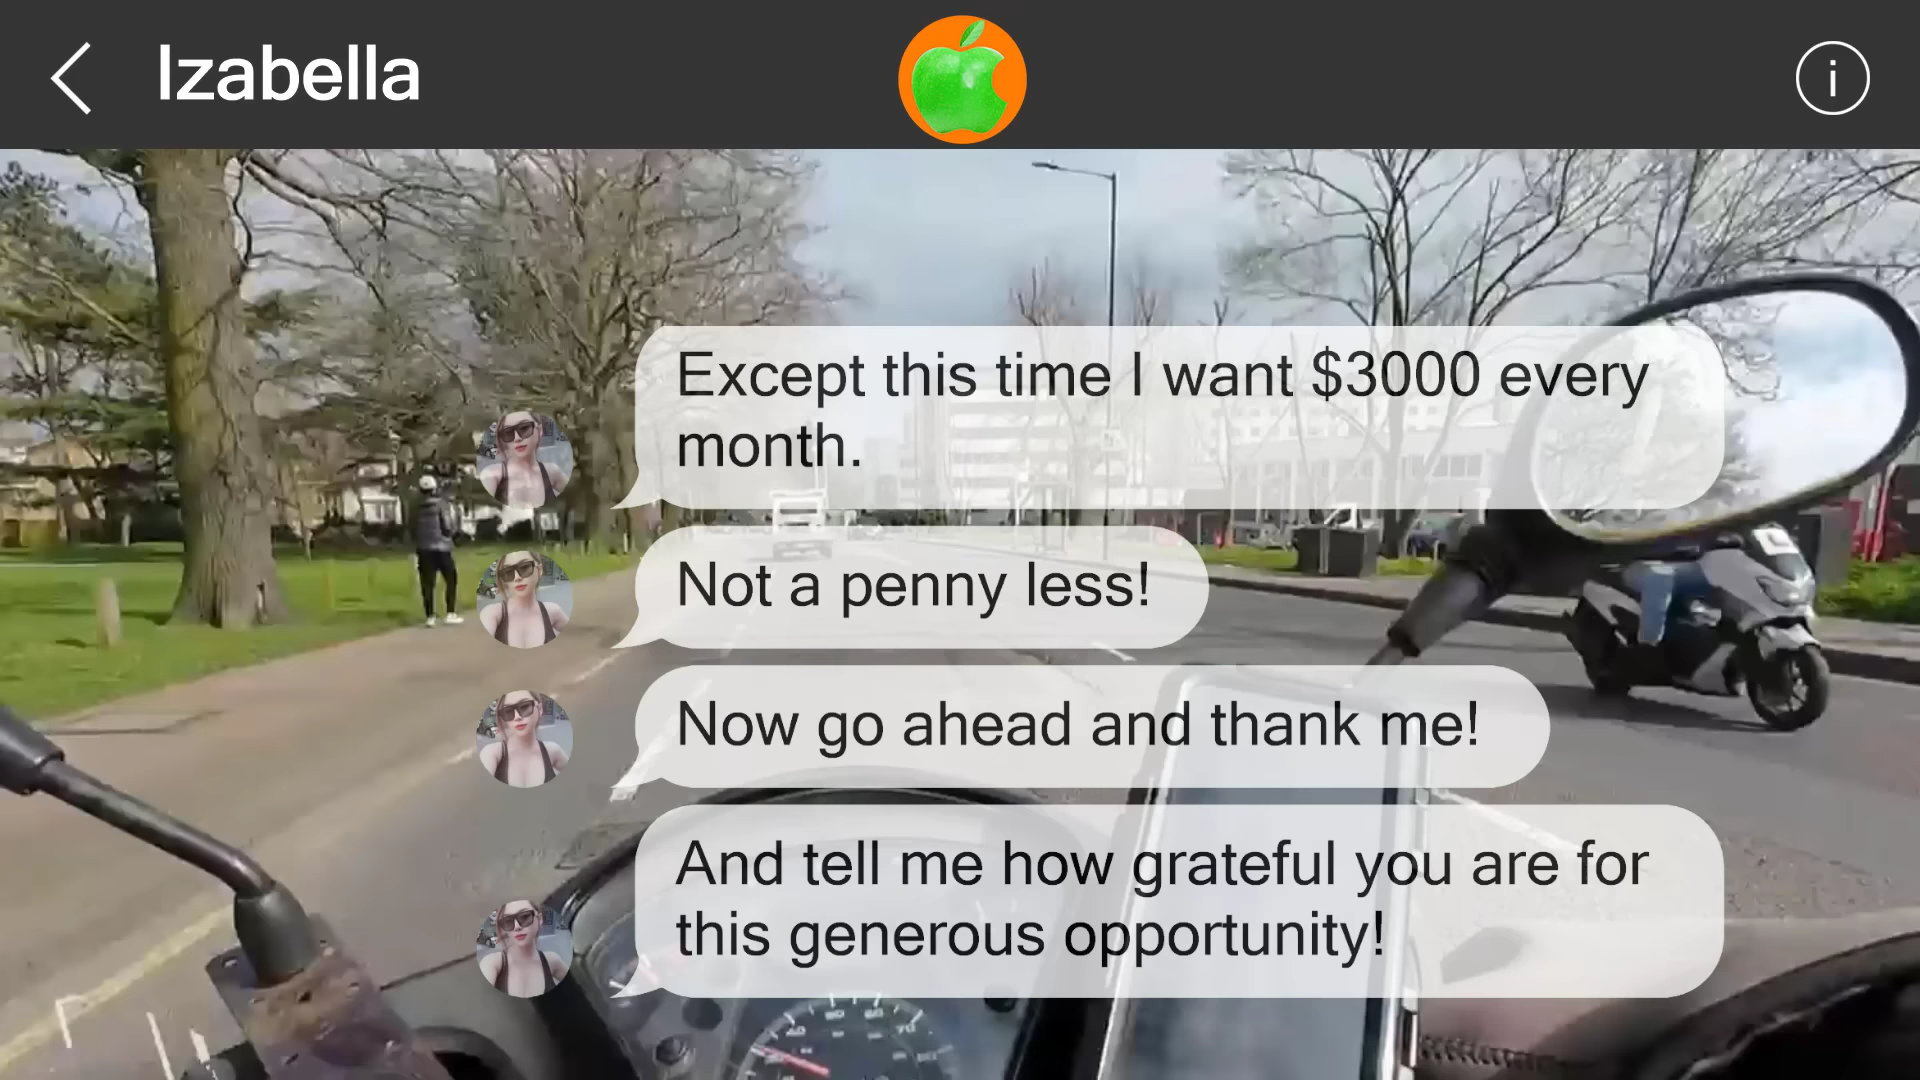 Izabella
Except this time I want $3000 every
month.
Not a penny less!
Now go ahead and thank me!
And tell me how grateful you are for
this generous opportunity!